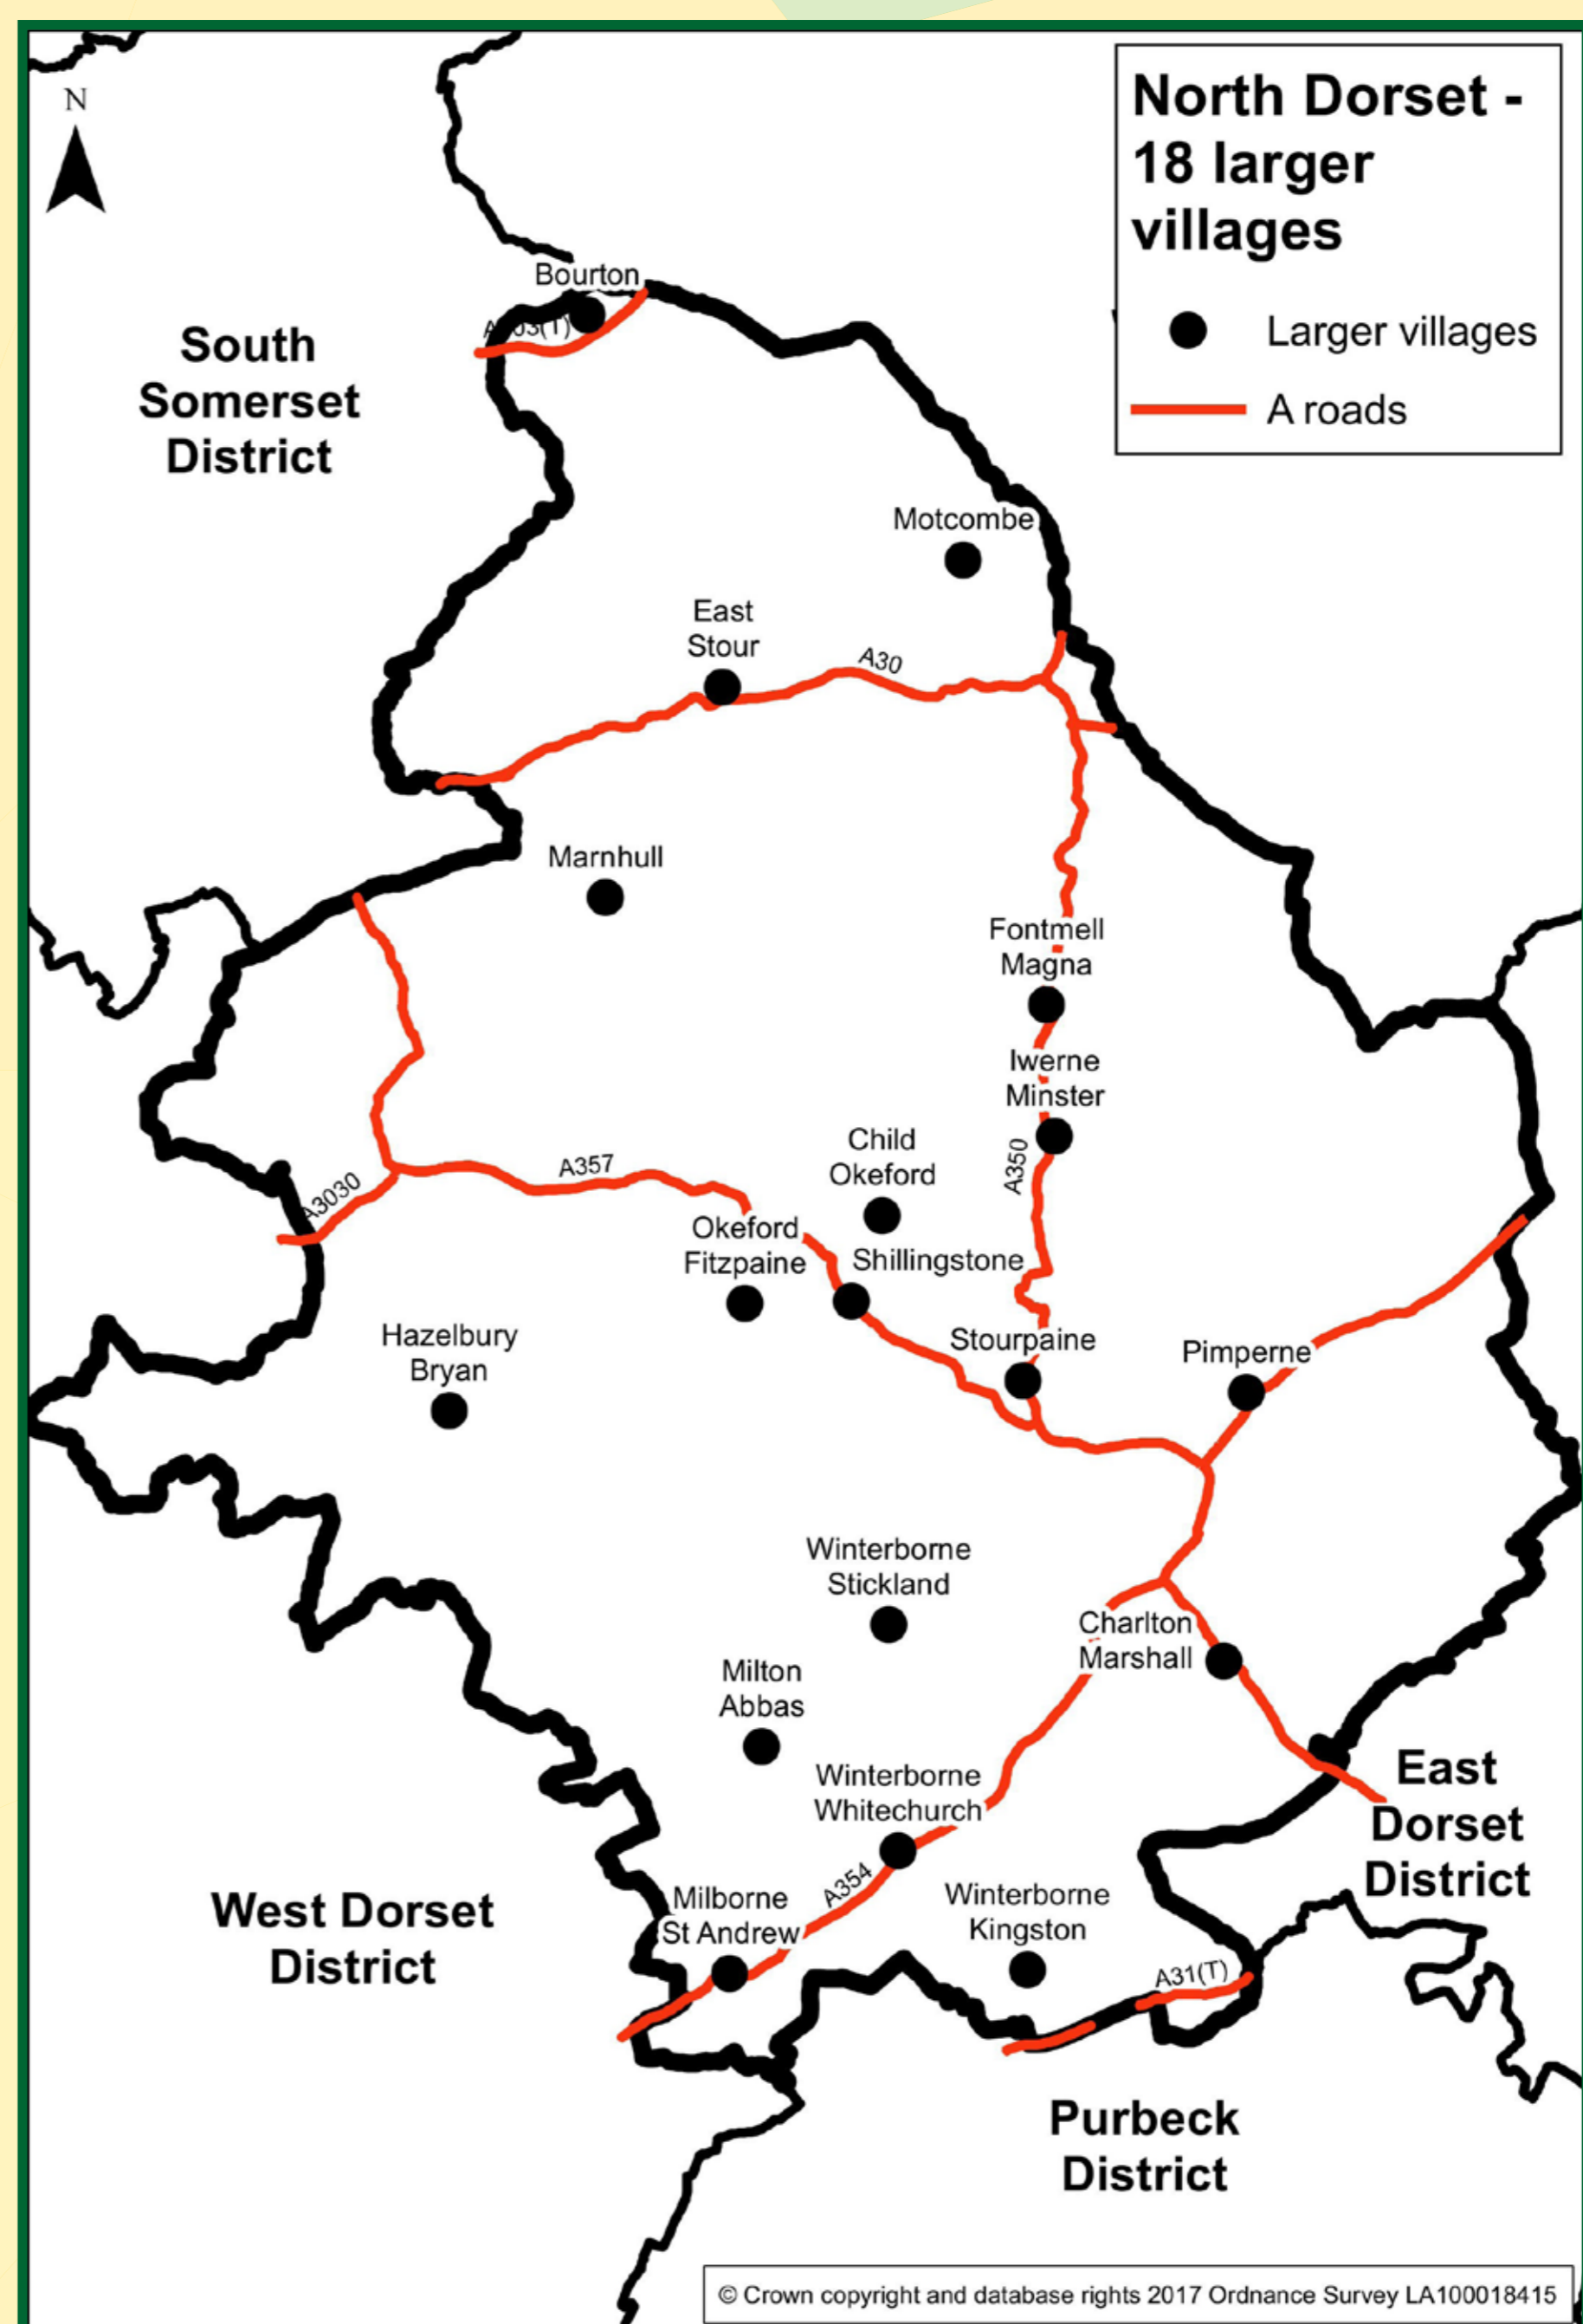 N
North Dorset -
18 larger
villages
Larger villages
A roads
Bourton
South
Somerset
District
Motcombe
East
Stour
A30
Marnhull
Fontmell
Magna
Iwerne
Minster
A350
Child
Okeford
A357
A3030
Okeford
Fitzpaine
Shillingstone
Hazelbury
Bryan
Stourpaine
Pimperne
Winterborne
Stickland
Charlton
Marshall
Milton
Abbas
Winterborne
Whitechurch
East
Dorset
District
A354
West Dorset
District
Milborne
St Andrew
Winterborne
Kingston
A31(T)
Purbeck
District
© Crown copyright and database rights 2017 Ordnance Survey LA100018415